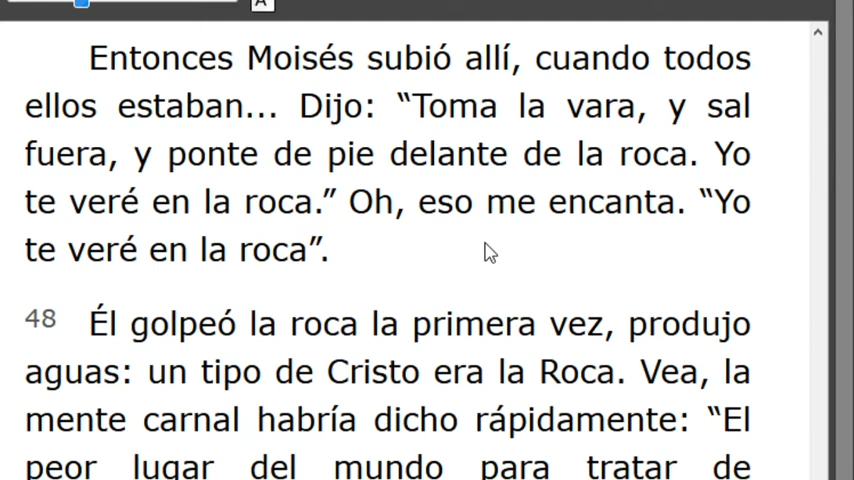 A
Entonces Moisés subió allí, cuando todos
ellos estaban... Dijo: “Toma la vara, y sal
fuera, y ponte de pie delante de la roca. Yo
te veré en la roca.” Oh, eso me encanta. “Yo
te veré en la roca”.
48 Él golpeó la roca la primera vez, produjo
aguas: un tipo de Cristo era la Roca. Vea, la
mente carnal habría dicho rápidamente: “El
peor lugar del mundo para tratar de